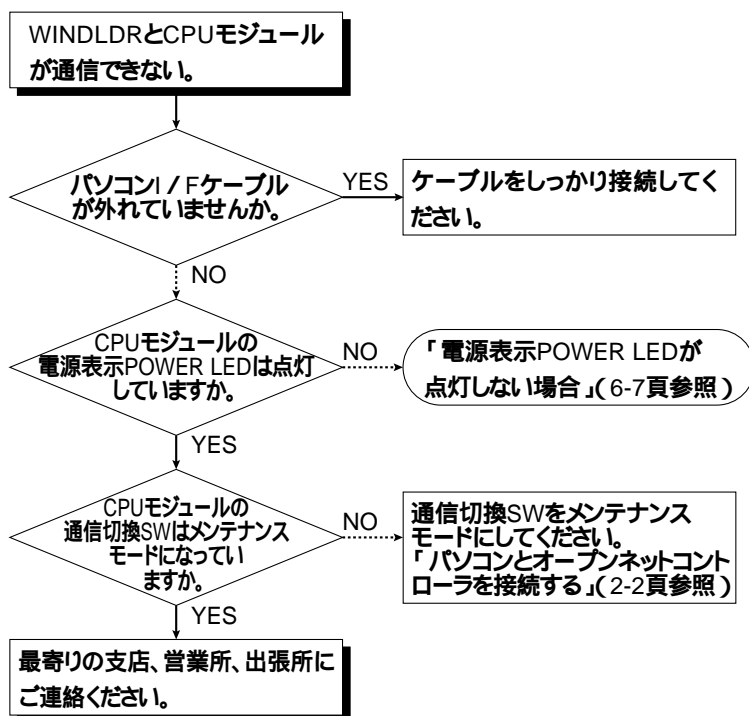 WINDLDRとCPUモジュール
が通信できない。
パソコンI / Fケーブル
が外れていませんか。
YES
ケーブルをしっかり接続してく
ださい。
NO
CPUモジュールの
電源表示POWER LEDは点灯
していますか。
NO
「電源表示POWER LEDが
点灯しない場合」(6-7頁参照)
YES
CPUモジュールの
通信切換SWはメンテナンス
モードになってい
ますか。
NO
通信切換SWをメンテナンス
モードにしてください。
「パソコンとオープンネットコント
ローラを接続する」(2-2頁参照)
YES
最寄りの支店、営業所、出張所に
ご連絡ください。